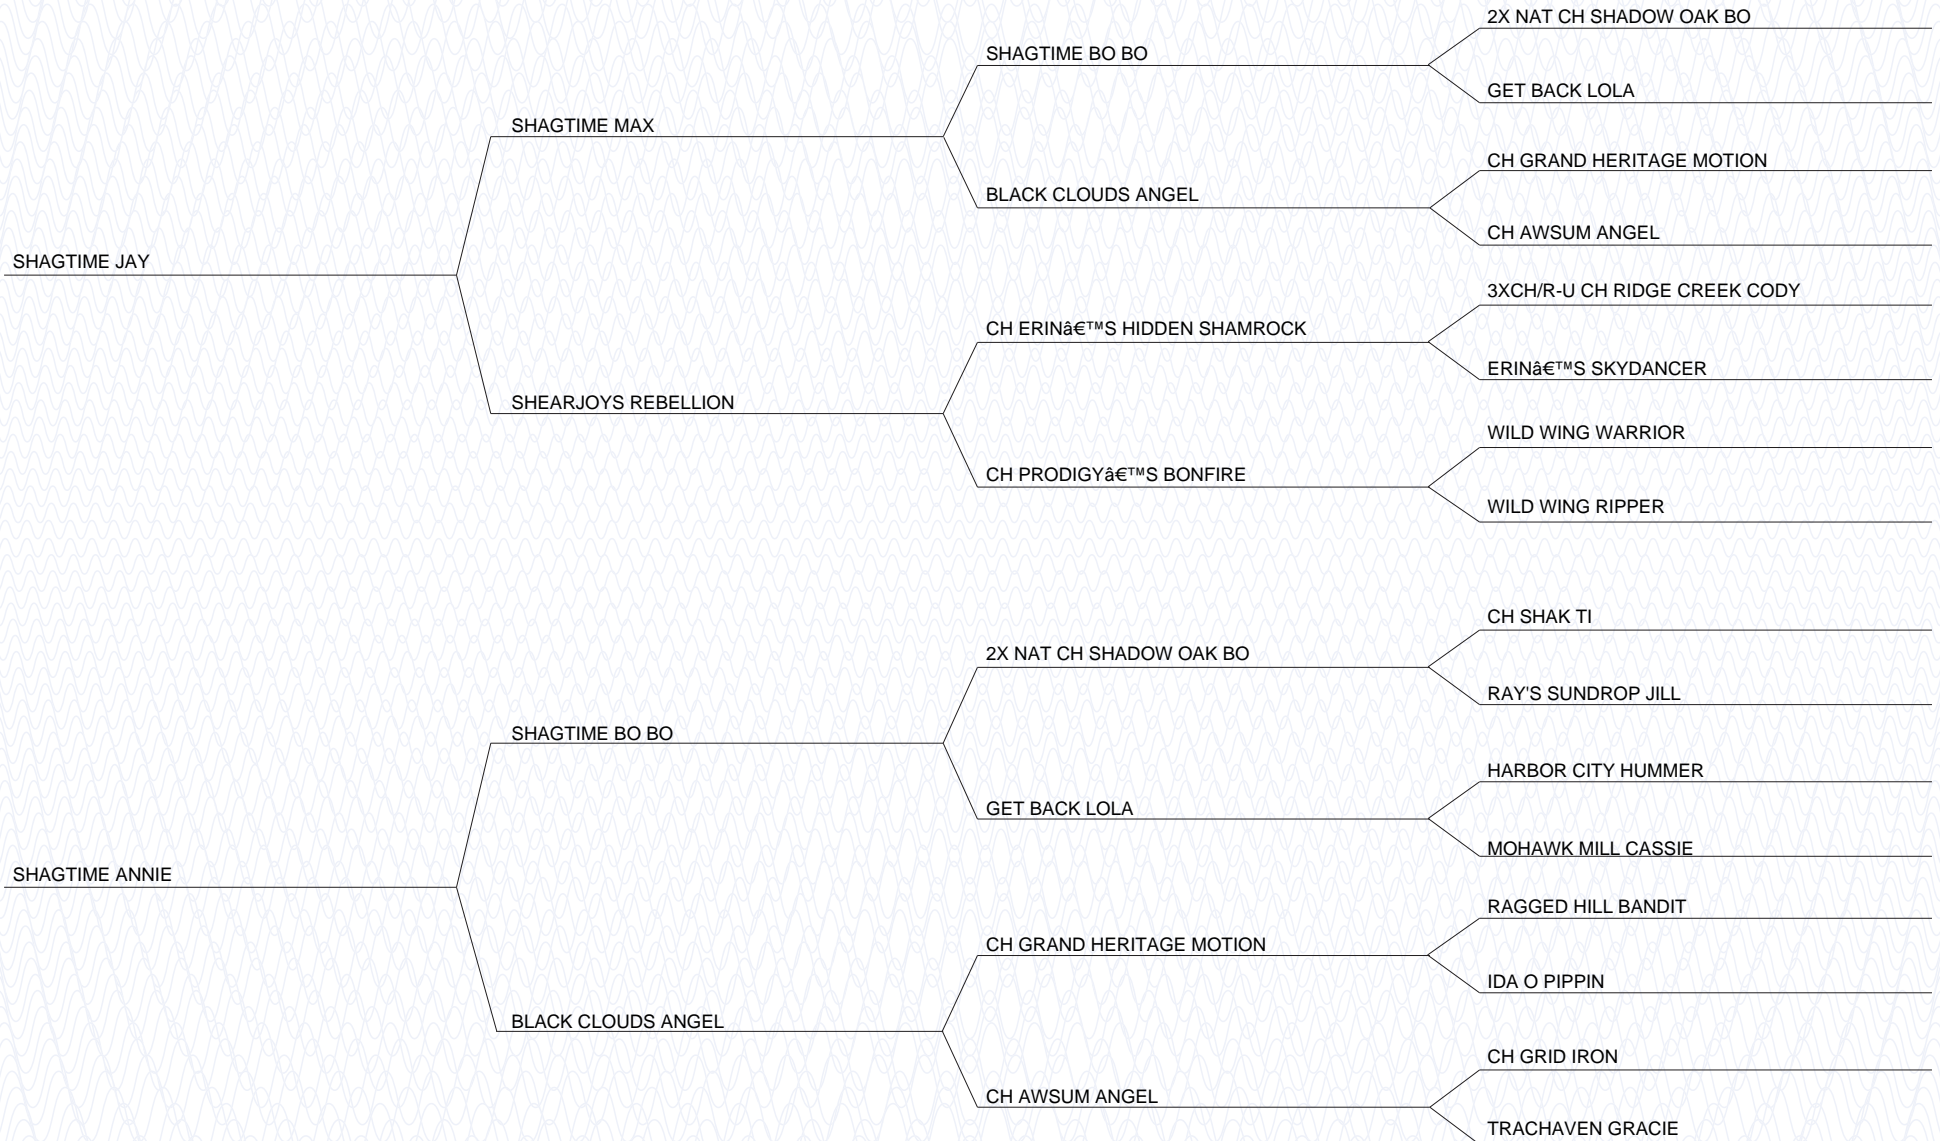 2X NAT CH SHADOW OAK BO
SHAGTIME BO BO
GET BACK LOLA
SHAGTIME MAX
CH GRAND HERITAGE MOTION
BLACK CLOUDS ANGEL
CH AWSUM ANGEL
SHAGTIME JAY
3XCH/R-U CH RIDGE CREEK CODY
CH ERINâ€™S HIDDEN SHAMROCK
ERINâ€™S SKYDANCER
SHEARJOYS REBELLION
WILD WING WARRIOR
CH PRODIGYâ€™S BONFIRE
WILD WING RIPPER
CH SHAK TI
2X NAT CH SHADOW OAK BO
RAY'S SUNDROP JILL
SHAGTIME BO BO
HARBOR CITY HUMMER
GET BACK LOLA
MOHAWK MILL CASSIE
SHAGTIME ANNIE
RAGGED HILL BANDIT
CH GRAND HERITAGE MOTION
IDA O PIPPIN
BLACK CLOUDS ANGEL
CH GRID IRON
CH AWSUM ANGEL
TRACHAVEN GRACIE